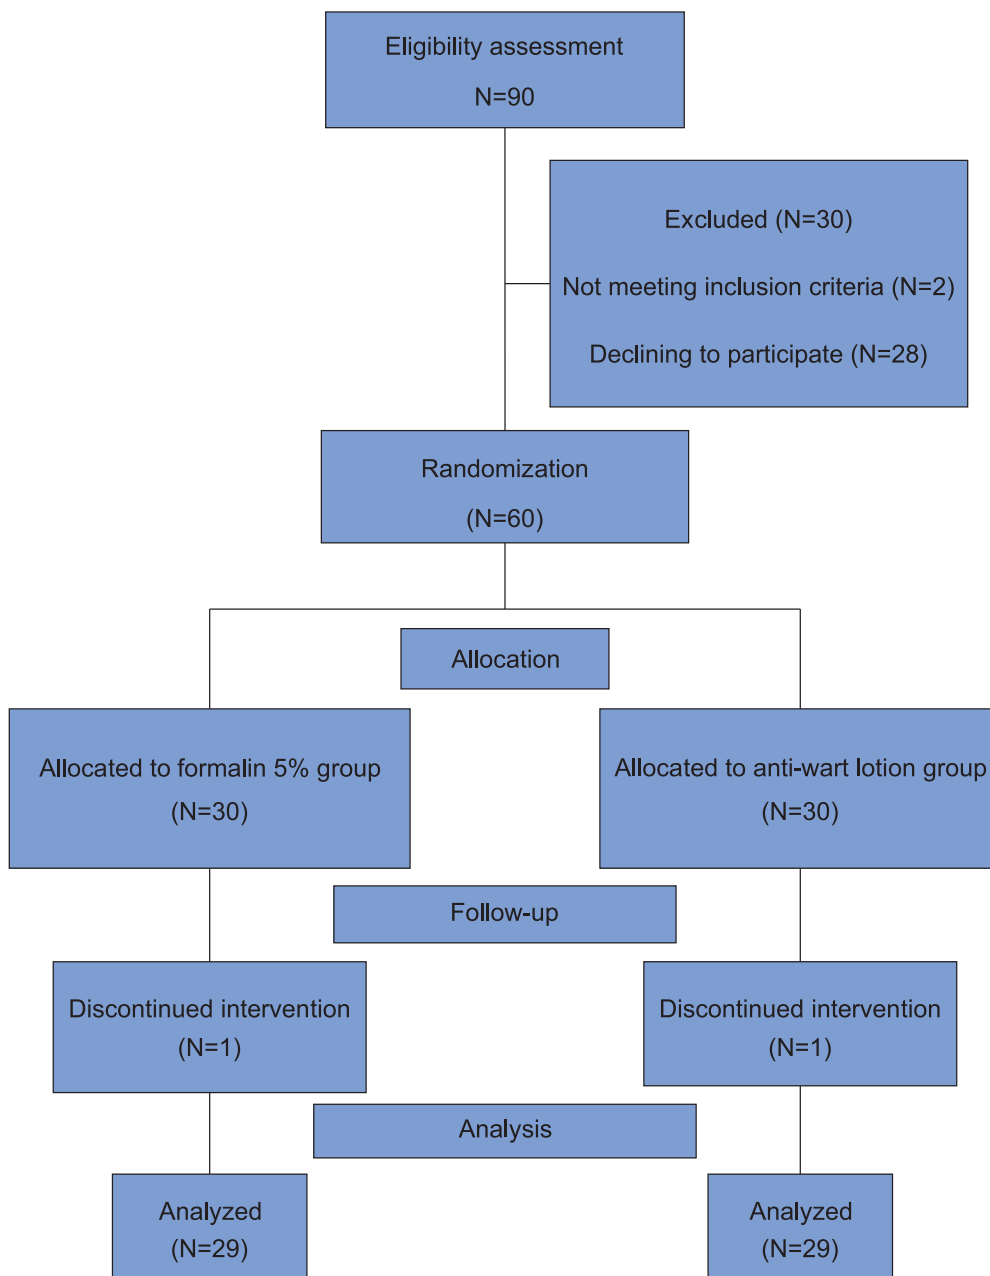 Eligibility assessment
N=90
Excluded (N=30)
Not meeting inclusion criteria (N=2)
Declining to participate (N=28)
Randomization
(N=60)
Allocation
Allocated to formalin 5% group
(N=30)
Allocated to anti-wart lotion group
(N=30)
Follow-up
Discontinued intervention
(N=1)
Discontinued intervention
(N=1)
Analysis
Analyzed
(N=29)
Analyzed
(N=29)